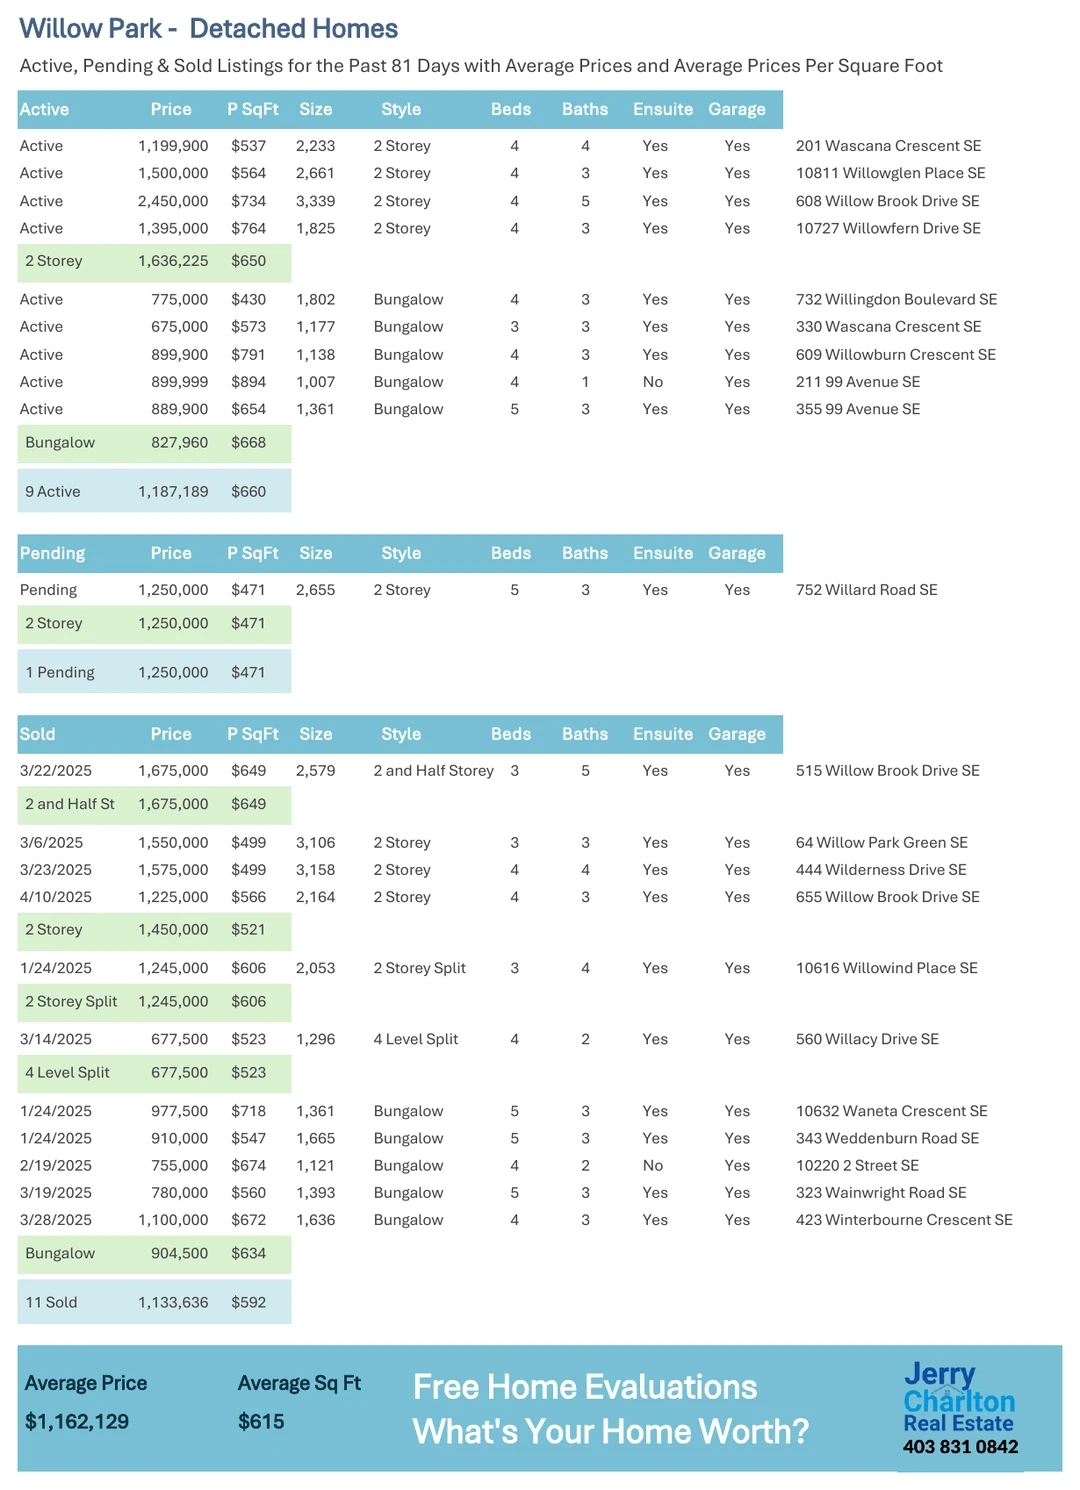 Willow Park - Detached Homes
Active, Pending & Sold Listings for the Past 81 Days with Average Prices and Average Prices Per Square Foot
Active Price P SqFt Size Style Beds Baths Ensuite Garage
Active 1,199,900 $537 2,233 2 Storey 4 4 Yes Yes 201 Wascana Crescent SE
Active 1,500,000 $564 2,661 2 Storey 4 3 Yes Yes 10811 Willowglen Place SE
Active 2,450,000 $734 3,339 2 Storey 4 5 Yes Yes 608 Willow Brook Drive SE
Active 1,395,000 $764 1,825 2 Storey 4 3 Yes Yes 10727 Willowfern Drive SE
2 Storey 1,636,225 $650
Active 775,000 $430 1,802 Bungalow 4 3 Yes Yes 732 Willingdon Boulevard SE
Active 675,000 $573 1,177 Bungalow 3 3 Yes Yes 330 Wascana Crescent SE
Active 899,900 $791 1,138 Bungalow 4 3 Yes Yes 609 Willowburn Crescent SE
Active 899,999 $894 1,007 Bungalow 4 1 No Yes 211 99 Avenue SE
Active 889,900 $654 1,361 Bungalow 5 3 Yes Yes 355 99 Avenue SE
Bungalow 827,960 $668
9 Active 1,187,189 $660
Pending Price P SqFt Size Style Beds Baths Ensuite Garage
Pending 1,250,000 $471 2,655 2 Storey 5 3 Yes Yes 752 Willard Road SE
2 Storey 1,250,000 $471
1 Pending 1,250,000 $471
Sold Price P SqFt Size Style Beds Baths Ensuite Garage
3/22/2025 1,675,000 $649 2,579 2 and Half Storey 3 5 Yes Yes 515 Willow Brook Drive SE
2 and Half St 1,675,000 $649
3/6/2025 1,550,000 $499 3,106 2 Storey 3 3 Yes Yes 64 Willow Park Green SE
3/23/2025 1,575,000 $499 3,158 2 Storey 4 4 Yes Yes 444 Wilderness Drive SE
4/10/2025 1,225,000 $566 2,164 2 Storey 4 3 Yes Yes 655 Willow Brook Drive SE
2 Storey 1,450,000 $521
1/24/2025 1,245,000 $606 2,053 2 Storey Split 3 4 Yes Yes 10616 Willowind Place SE
2 Storey Split 1,245,000 $606
3/14/2025 677,500 $523 1,296 4 Level Split 4 2 Yes Yes 560 Willacy Drive SE
4 Level Split 677,500 $523
1/24/2025 977,500 $718 1,361 Bungalow 5 3 Yes Yes 10632 Waneta Crescent SE
1/24/2025 910,000 $547 1,665 Bungalow 5 3 Yes Yes 343 Weddenburn Road SE
2/19/2025 755,000 $674 1,121 Bungalow 4 2 No Yes 10220 2 Street SE
3/19/2025 780,000 $560 1,393 Bungalow 5 3 Yes Yes 323 Wainwright Road SE
3/28/2025 1,100,000 $672 1,636 Bungalow 4 3 Yes Yes 423 Winterbourne Crescent SE
Bungalow 904,500 $634
11 Sold 1,133,636 $592
Average Price Average Sq Ft
$1,162,129 $615
Free Home Evaluations
What's Your Home Worth?
Jerry
Charlton
Real Estate
403 831 0842